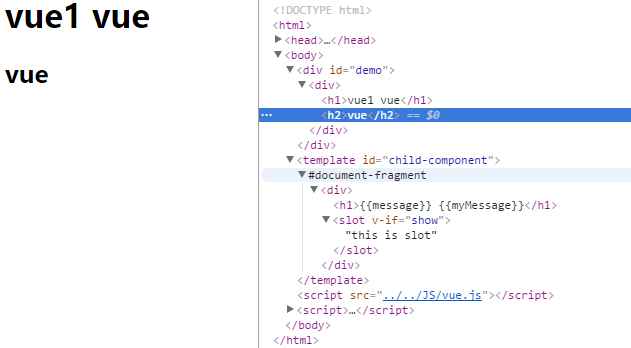 vue1 vue
vue
<!DOCTYPE html>
<html>
<head>…</head>
<body>
<div id="demo">
<div>
<h1>vue1 vue</h1>
<h2>vue</h2> == $0
</div>
</div>
<template id="child-component">
#document-fragment
<div>
<h1>{{message}} {{myMessage}}</h1>
<slot v-if="show">
"this is slot"
</slot>
</div>
</template>
<script src="../../JS/vue.js"></script>
<script>…</script>
</body>
</html>